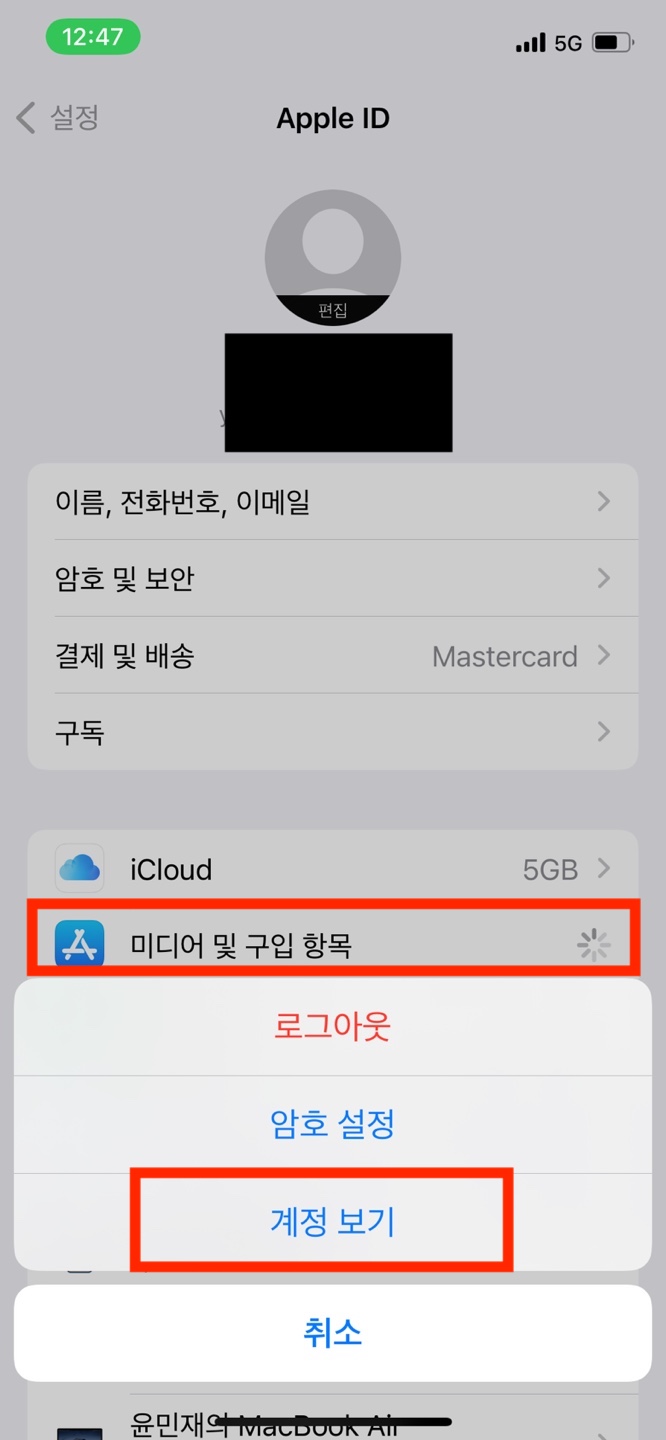 12:47
5G
설정
Apple ID
편집
이름, 전화번호, 이메일
암호 및 보안
결제 및 배송 Mastercard
구독
iCloud 5GB
미디어 및 구입 항목
로그아웃
암호 설정
계정 보기
취소
윤민재의 MacBook Air